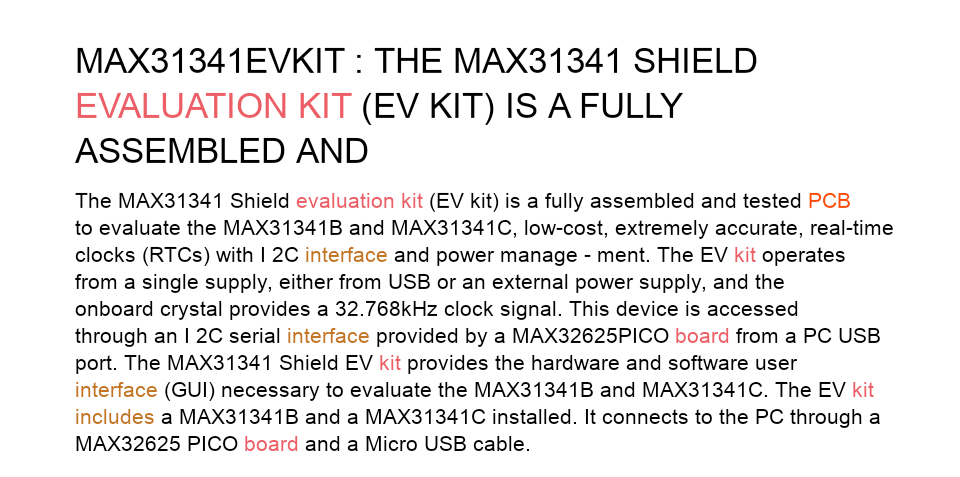 MAX31341EVKIT : THE MAX31341 SHIELD
EVALUATION KIT (EV KIT) IS A FULLY
ASSEMBLED AND
The MAX31341 Shield evaluation kit (EV kit) is a fully assembled and tested PCB
to evaluate the MAX31341B and MAX31341C, low-cost, extremely accurate, real-time
clocks (RTCs) with I 2C interface and power manage - ment. The EV kit operates
from a single supply, either from USB or an external power supply, and the
onboard crystal provides a 32.768kHz clock signal. This device is accessed
through an I 2C serial interface provided by a MAX32625PICO board from a PC USB
port. The MAX31341 Shield EV kit provides the hardware and software user
interface (GUI) necessary to evaluate the MAX31341B and MAX31341C. The EV kit
includes a MAX31341B and a MAX31341C installed. It connects to the PC through a
MAX32625 PICO board and a Micro USB cable.